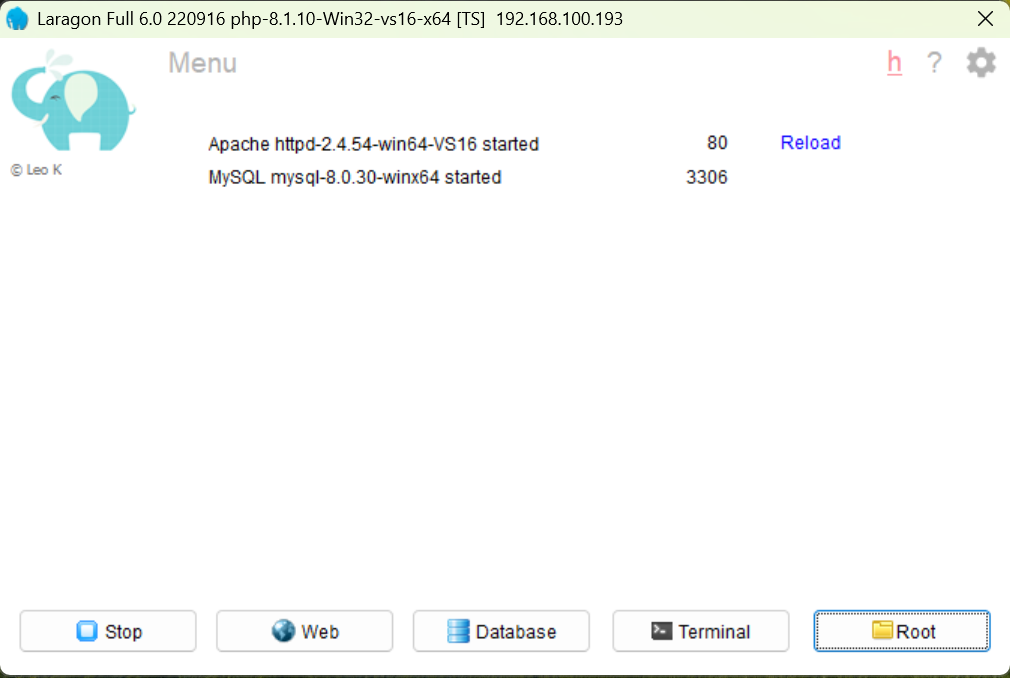 Laragon Full 6.0 220916 php-8.1.10-Win32-vs16-x64 [TS]  192.168.100.193
Menu
h ?
Apache httpd-2.4.54-win64-VS16 started 80 Reload
© Leo K
MySQL mysql-8.0.30-winx64 started 3306
Stop Web Database Terminal Root